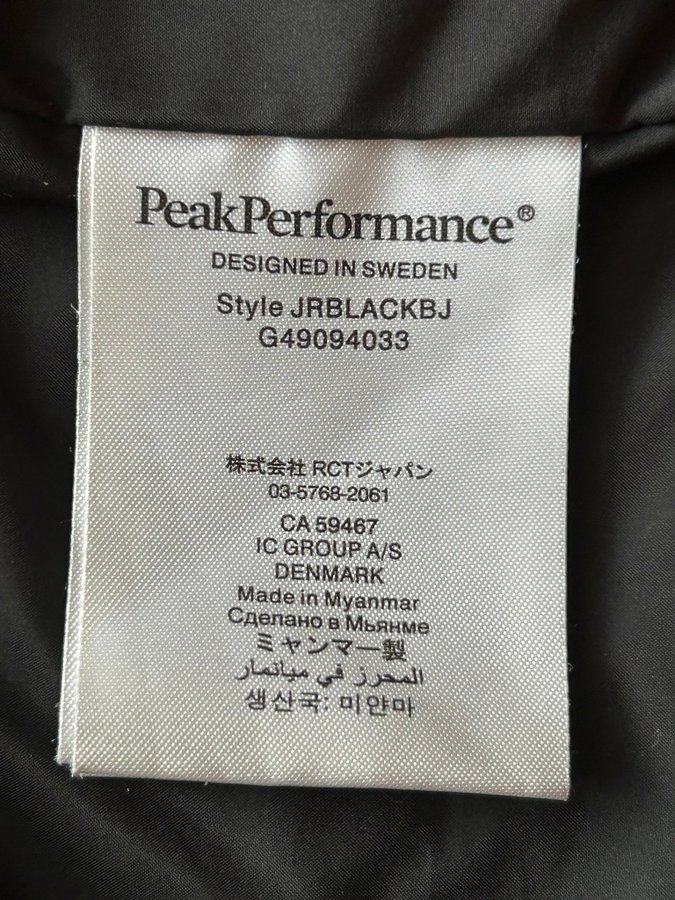 PeakPerformance®
DESIGNED IN SWEDEN
Style JRBLACKBJ
G49094033
株式会社 RCTジャパン
03-5768-2061
CA 59467
IC GROUP A/S
DENMARK
Made in Myanmar
Сделано в Мьянме
ミャンマー製
المحرز في ميانمار
생산국: 미얀마